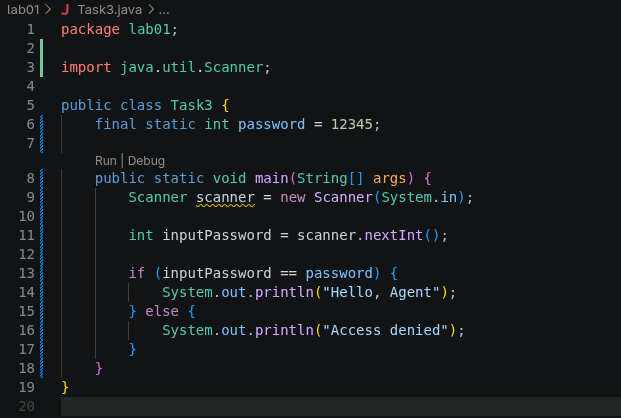 lab01 > J Task3.java > ...
1 package lab01;
2
3 import java.util.Scanner;
4
5 public class Task3 {
6     final static int password = 12345;
7
Run | Debug
8     public static void main(String[] args) {
9         Scanner scanner = new Scanner(System.in);
10
11         int inputPassword = scanner.nextInt();
12
13         if (inputPassword == password) {
14             System.out.println("Hello, Agent");
15         } else {
16             System.out.println("Access denied");
17         }
18     }
19 }
20